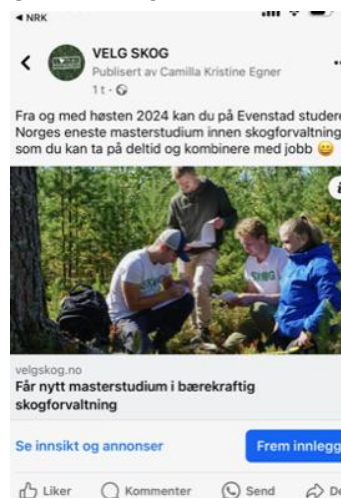 ◄ NRK
VELG SKOG
Publisert av Camilla Kristine Egner
1 t ·
Fra og med høsten 2024 kan du på Evenstad studere
Norges eneste masterstudium innen skogforvaltning
som du kan ta på deltid og kombinere med jobb 😀
SKOG
velgskog.no
Får nytt masterstudium i bærekraftig
skogforvaltning
Se innsikt og annonser
Frem innlegg
Liker
Kommenter
Send
De